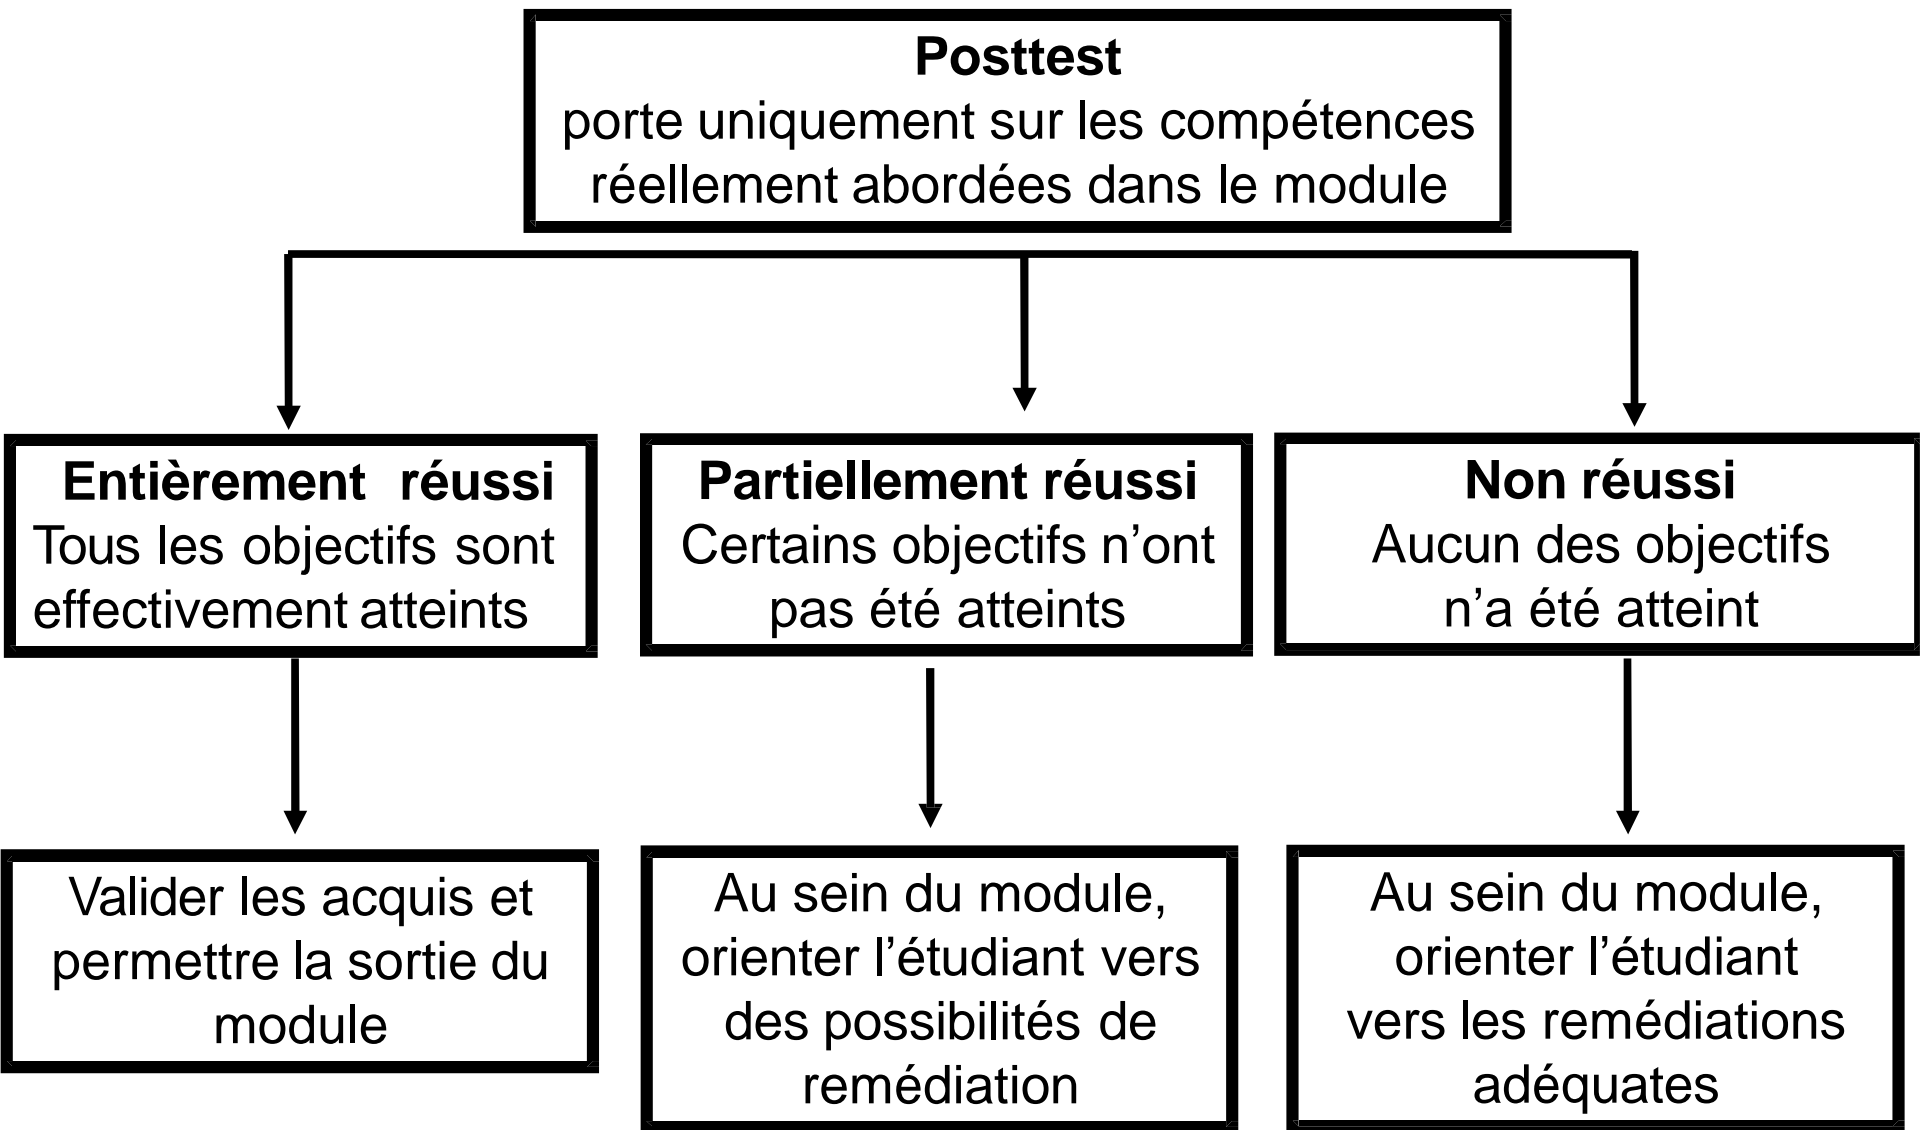 Posttest
porte uniquement sur les compétences
réellement abordées dans le module
Entièrement réussi
Tous les objectifs sont
effectivement atteints
Partiellement réussi
Certains objectifs n’ont
pas été atteints
Non réussi
Aucun des objectifs
n’a été atteint
Valider les acquis et
permettre la sortie du
module
Au sein du module,
orienter l’étudiant vers
des possibilités de
remédiation
Au sein du module,
orienter l’étudiant
vers les remédiations
adéquates